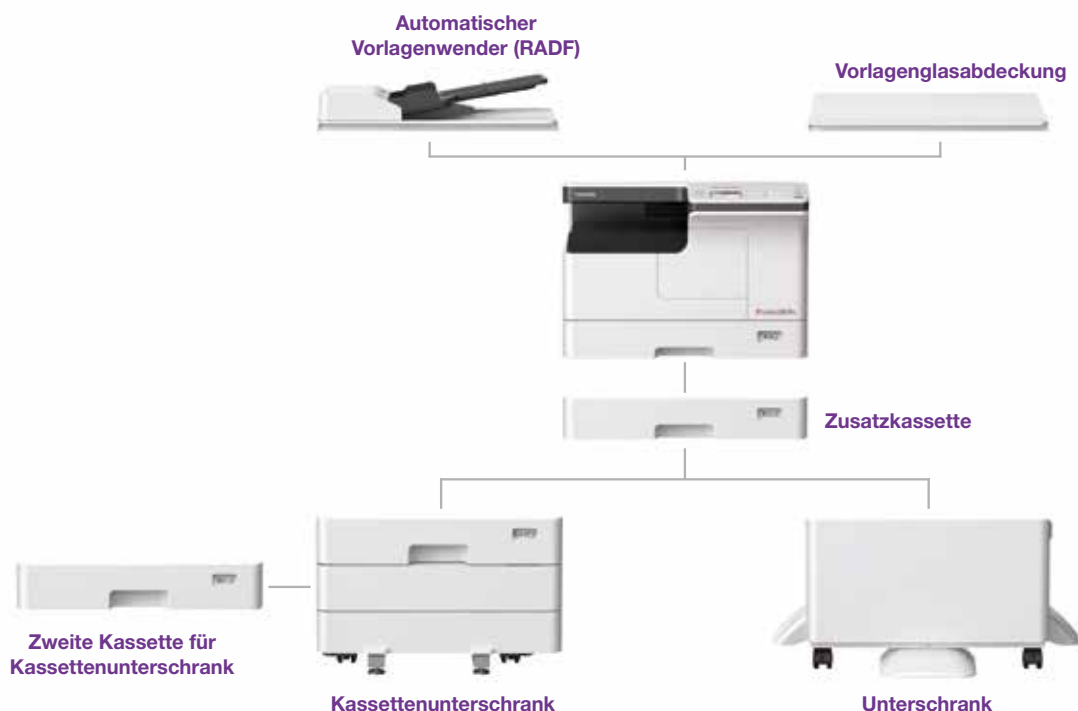 Automatischer
Vorlagenwender (RADF)
Vorlagenglasabdeckung
Zusatzkassette
Zweite Kassette für
Kassettenunterschrank
Kassettenunterschrank
Unterschrank